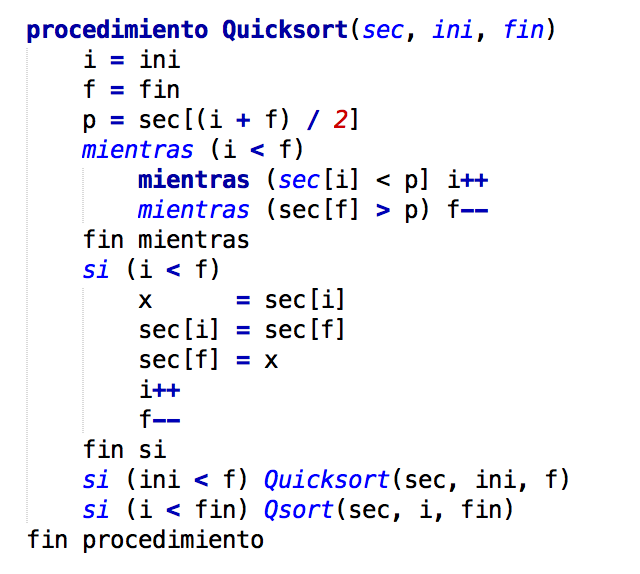 procedimiento Quicksort(sec, ini, fin)
    i = ini
    f = fin
    p = sec[(i + f) / 2]
    mientras (i < f)
        mientras (sec[i] < p] i++
        mientras (sec[f] > p) f--
    fin mientras
    si (i < f)
        x      = sec[i]
        sec[i] = sec[f]
        sec[f] = x
        i++
        f--
    fin si
    si (ini < f) Quicksort(sec, ini, f)
    si (i < fin) Qsort(sec, i, fin)
fin procedimiento